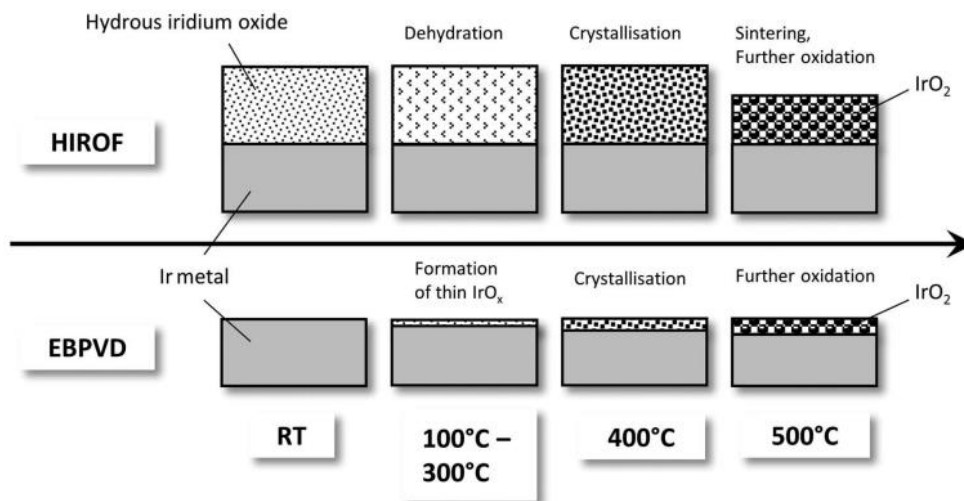 Hydrous iridium oxide
Dehydration
Crystallisation
Sintering,
Further oxidation
IrO₂
HIROF
Ir metal
Formation
of thin IrOₓ
Crystallisation
Further oxidation
IrO₂
EBPVD
RT
100°C –
300°C
400°C
500°C